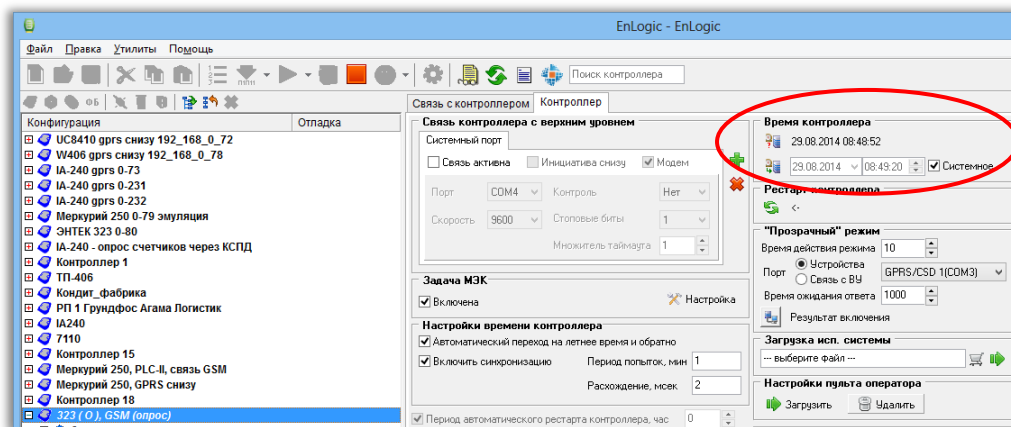 EnLogic - EnLogic
Файл Правка Утилиты Помощь
Поиск контроллера
Связь с контроллером Контроллер
Конфигурация Отладка
UC8410 gprs снизу 192_168_0_72
W406 gprs снизу 192_168_0_78
IA-240 gprs 0-73
IA-240 gprs 0-231
IA-240 gprs 0-232
Меркурий 250 0-79 эмуляция
ЭНТЕК 323 0-80
IA-240 - опрос счетчиков через КСПД
Контроллер 1
ТП-406
Кондит_фабрика
РП 1 Грундфос Агама Логистик
IA240
7110
Контроллер 15
Меркурий 250, PLC-II, связь GSM
Меркурий 250, GPRS снизу
Контроллер 18
323 ( О ), GSM (опрос)
Связь контроллера с верхним уровнем
Системный порт
Связь активна Инициатива снизу Модем
Порт COM4 Контроль Нет
Скорость 9600 Стоповые биты 1
Множитель таймаута 1
Задача МЭК
Включена Настройка
Настройки времени контроллера
Автоматический переход на летнее время и обратно
Включить синхронизацию Период попыток, мин 1
Расхождение, мсек 2
Период автоматического рестарта контроллера, час 0
Время контроллера
29.08.2014 08:48:52
29.08.2014 08:49:20 Системное
Рестарт контроллера
<-
"Прозрачный" режим
Время действия режима 10
Порт Устройства GPRS/CSD 1(COM3)
Связь с ВУ
Время ожидания ответа 1000
Результат включения
Загрузка исп. системы
--- выберите файл ---
Настройки пульта оператора
Загрузить Удалить